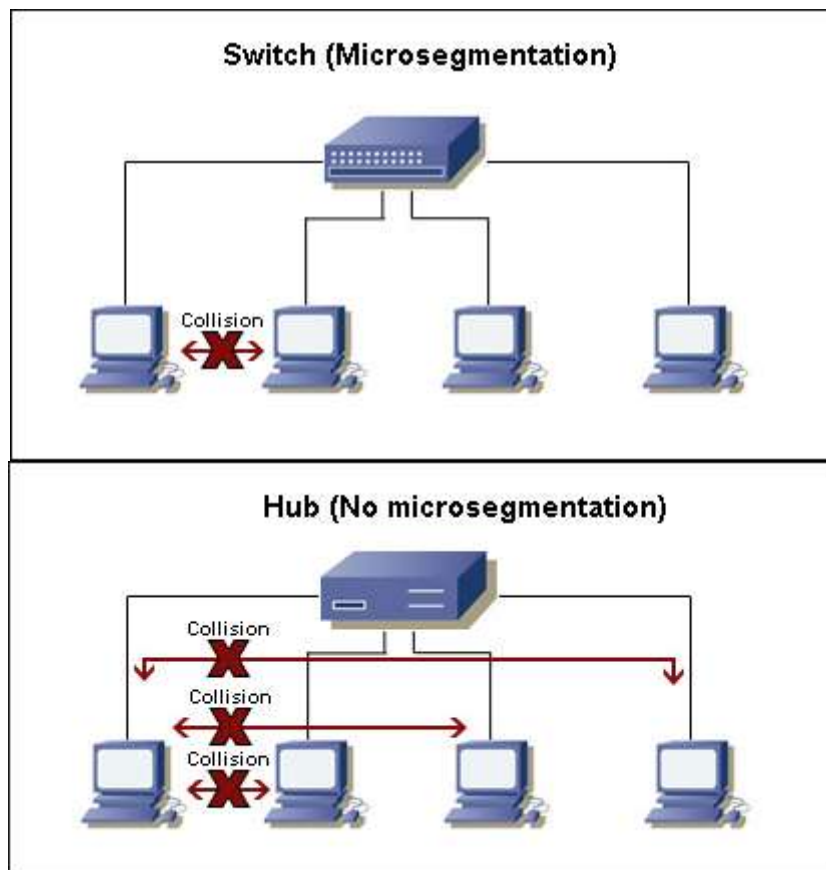 Switch (Microsegmentation)
Collision
Hub (No microsegmentation)
Collision
Collision
Collision